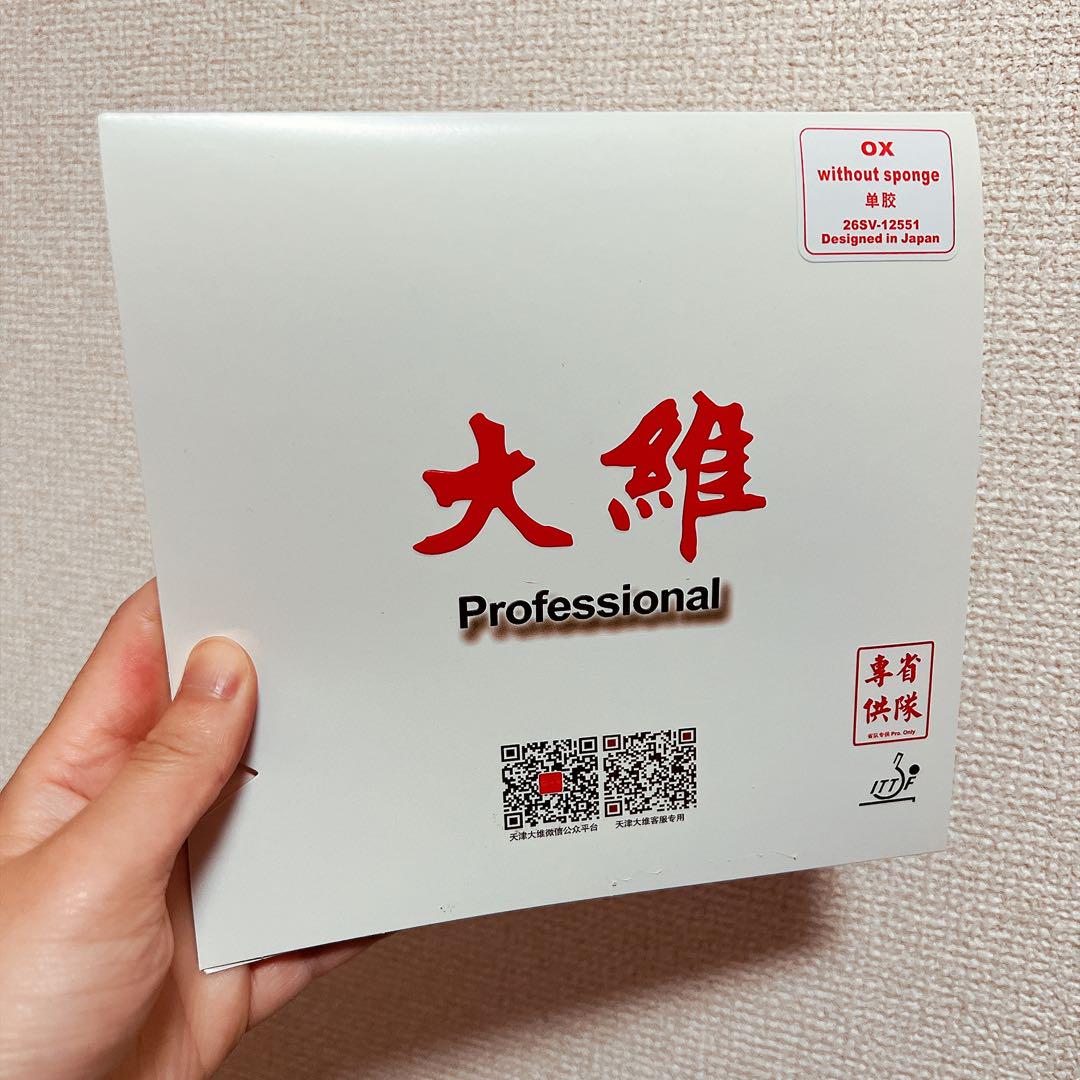 OX
without sponge
单胶
26SV-12551
Designed in Japan
大維
Professional
省隊
專供
省队专供 Pro. Only
ITTF
天津大维微信公众平台
天津大维客服专用